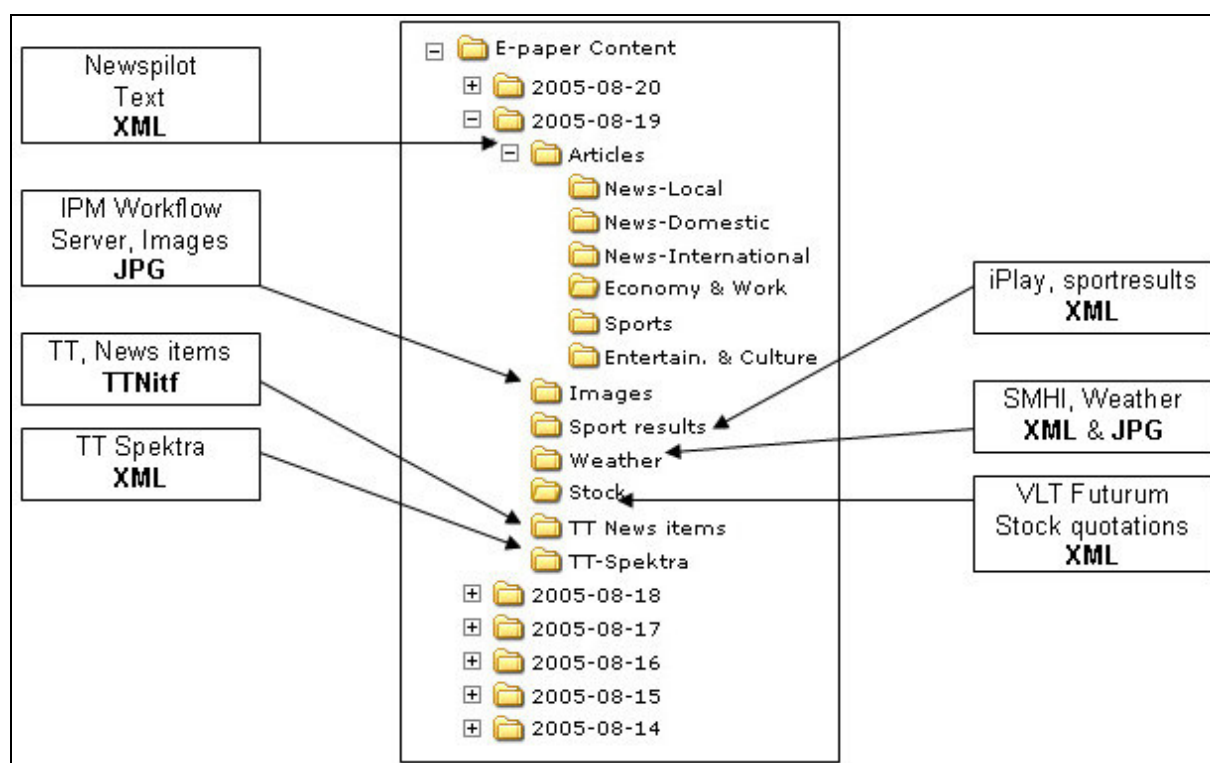 Newspilot
Text
XML
IPM Workflow
Server, Images
JPG
TT, News items
TTNitf
TT Spektra
XML
E-paper Content
2005-08-20
2005-08-19
Articles
News-Local
News-Domestic
News-International
Economy & Work
Sports
Entertain. & Culture
Images
Sport results
Weather
Stock
TT News items
TT-Spektra
2005-08-18
2005-08-17
2005-08-16
2005-08-15
2005-08-14
iPlay, sportresults
XML
SMHI, Weather
XML & JPG
VLT Futurum
Stock quotations
XML